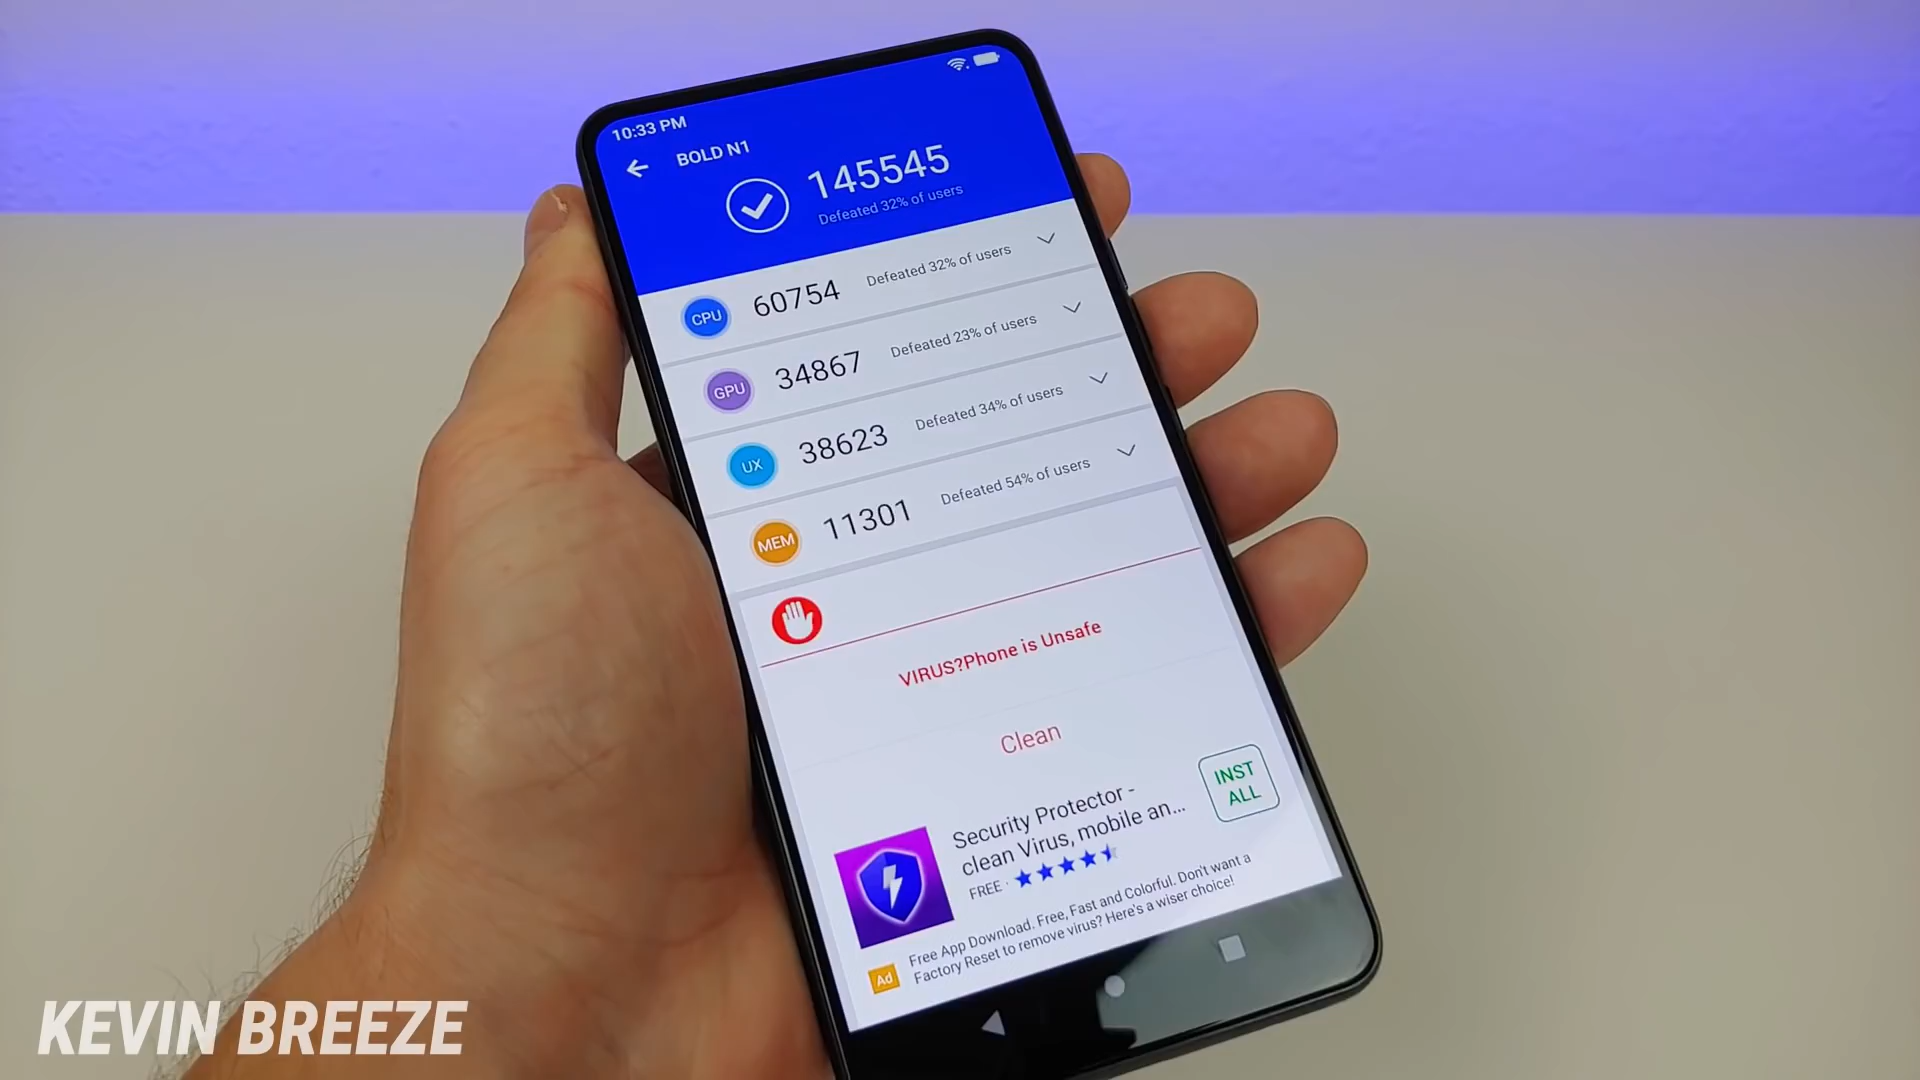 10:33 PM
BOLD N1
145545
Defeated 32% of users
CPU 60754 Defeated 32% of users
GPU 34867 Defeated 23% of users
UX 38623 Defeated 34% of users
MEM 11301 Defeated 54% of users
VIRUS?Phone is Unsafe
Clean
Security Protector -
clean Virus, mobile an...
FREE ·
INST
ALL
Ad
Free App Download. Free, Fast and Colorful. Don't want a
Factory Reset to remove virus? Here's a wiser choice!
KEVIN BREEZE